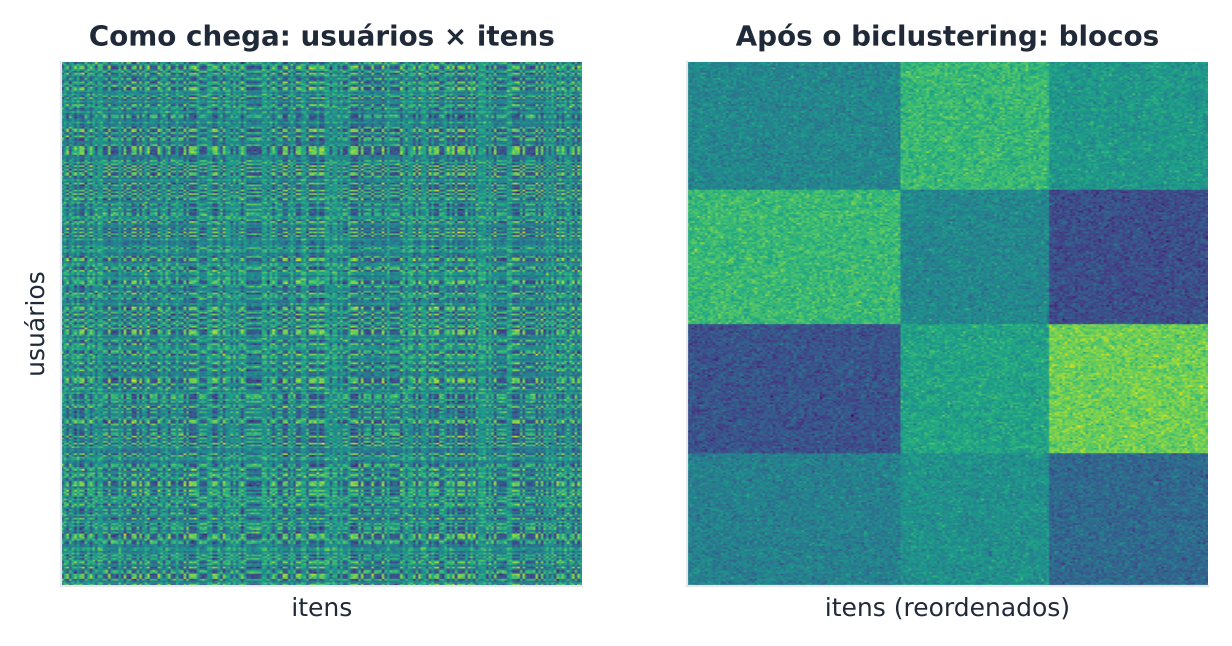 Como chega: usuários × itens
Após o biclustering: blocos
usuários
itens
itens (reordenados)